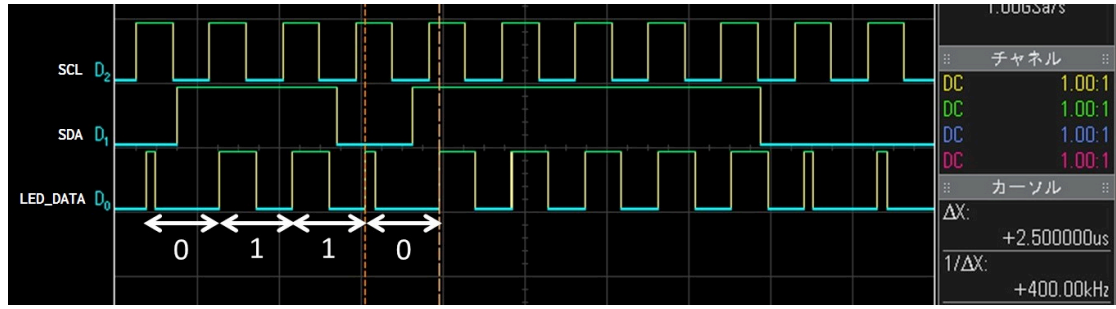 1.00GSa/s
チャネル
DC 1.00:1
DC 1.00:1
DC 1.00:1
DC 1.00:1
カーソル
ΔX:
+2.500000us
1/ΔX:
+400.00kHz
SCL D2
SDA D1
LED_DATA D0
0 1 1 0